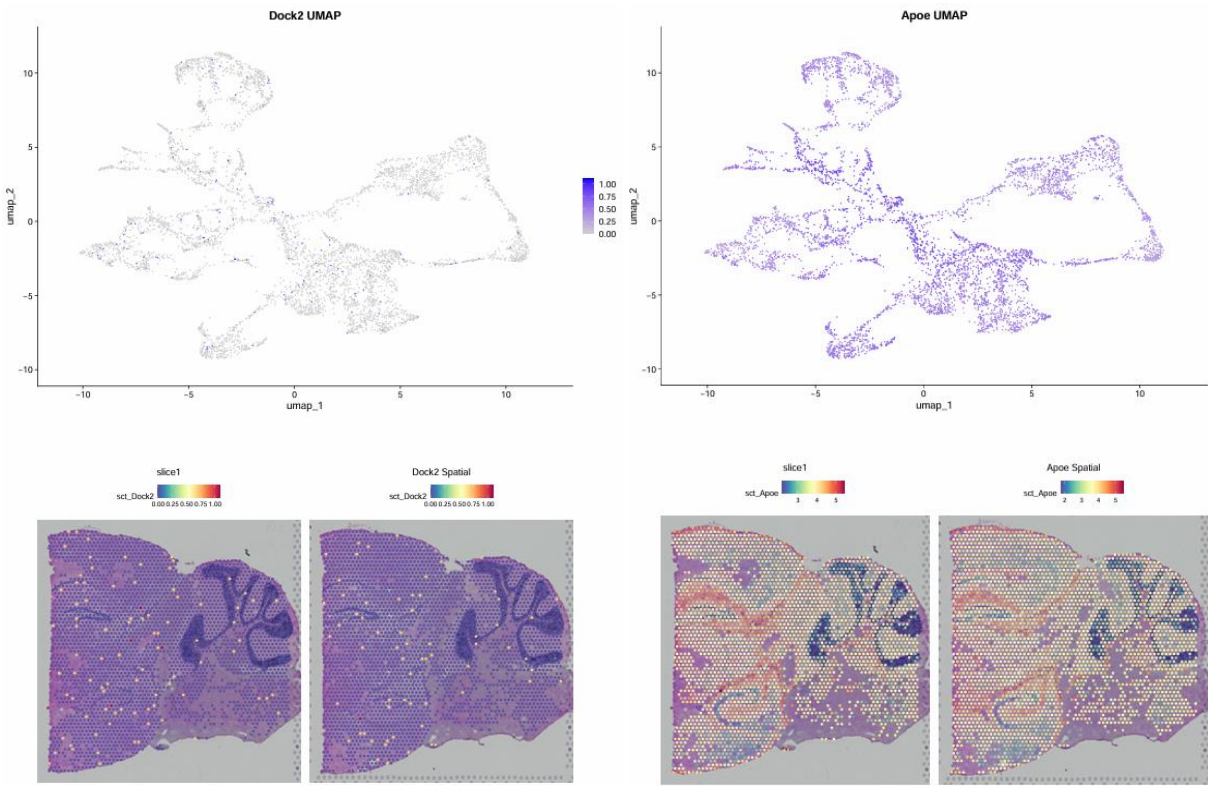 Dock2 UMAP
10
5
0
−5
−10
umap_2
−10
−5
0
5
10
umap_1
1.00
0.75
0.50
0.25
0.00
Apoe UMAP
10
5
0
−5
−10
umap_2
−10
−5
0
5
10
umap_1
slice1
sct_Dock2
0.00 0.25 0.50 0.75 1.00
Dock2 Spatial
sct_Dock2
0.00 0.25 0.50 0.75 1.00
slice1
sct_Apoe
3 4 5
Apoe Spatial
sct_Apoe
2 3 4 5